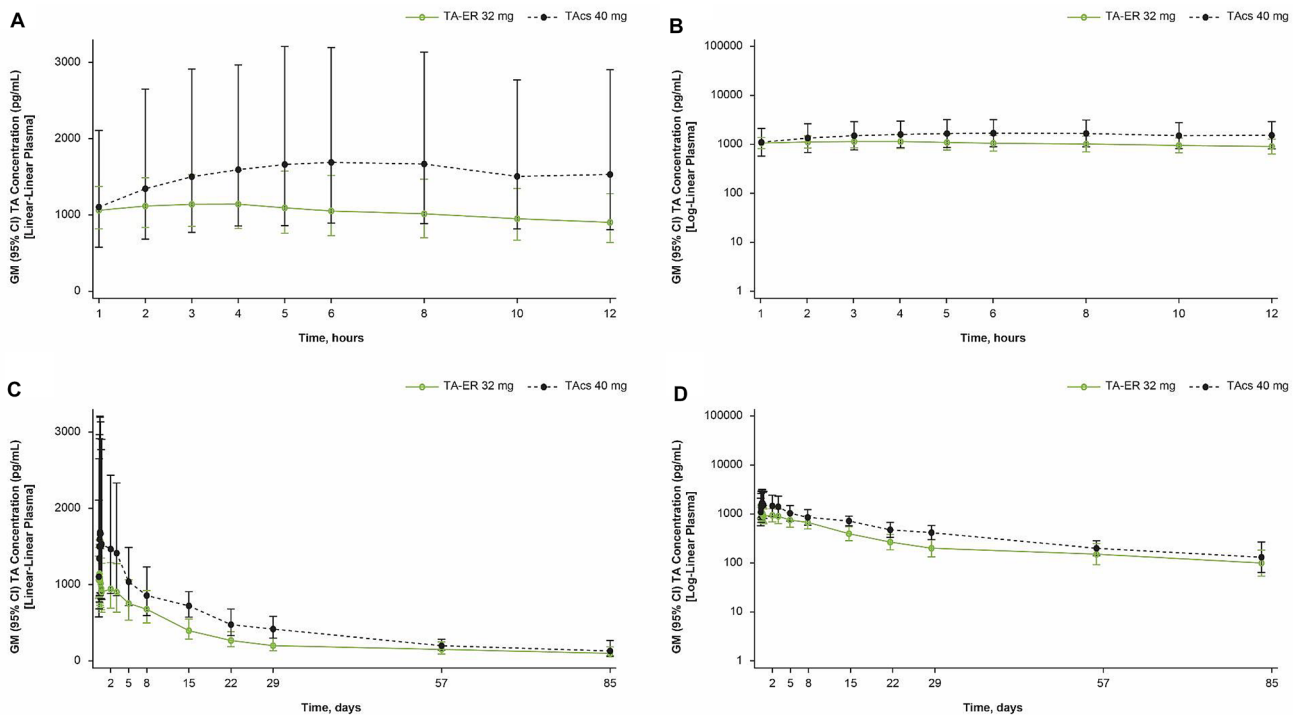 A
TA-ER 32 mg TAcs 40 mg
GM (95% CI) TA Concentration (pg/mL)
[Linear-Linear Plasma]
3000
2000
1000
0
1 2 3 4 5 6 8 10 12
Time, hours
B
TA-ER 32 mg TAcs 40 mg
GM (95% CI) TA Concentration (pg/mL)
[Log-Linear Plasma]
100000
10000
1000
100
10
1
1 2 3 4 5 6 8 10 12
Time, hours
C
TA-ER 32 mg TAcs 40 mg
GM (95% CI) TA Concentration (pg/mL)
[Linear-Linear Plasma]
3000
2000
1000
0
2 5 8 15 22 29 57 85
Time, days
D
TA-ER 32 mg TAcs 40 mg
GM (95% CI) TA Concentration (pg/mL)
[Log-Linear Plasma]
100000
10000
1000
100
10
1
2 5 8 15 22 29 57 85
Time, days